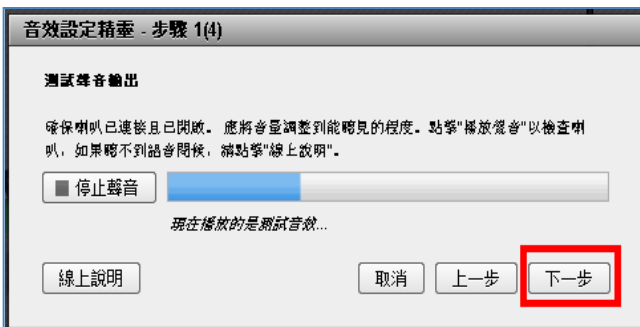 音效設定精靈 - 步驟 1(4)
測試聲音輸出
確保喇叭已連接且已開啟。應將音量調整到能聽見的程度。點擊"播放聲音"以檢查喇
叭，如果聽不到語音問候，請點擊"線上說明"。
停止聲音
現在播放的是測試音效...
線上說明 取消 上一步 下一步